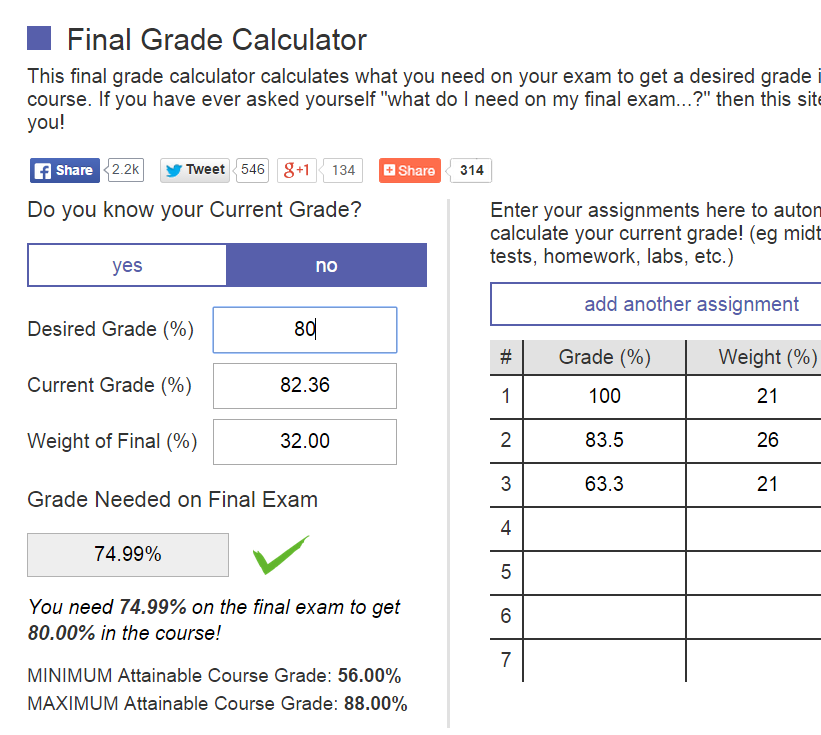 Final Grade Calculator
This final grade calculator calculates what you need on your exam to get a desired grade i
course. If you have ever asked yourself "what do I need on my final exam...?" then this site
you!
Share 2.2k Tweet 546 g+1 134 Share 314
Do you know your Current Grade?
yes no
Desired Grade (%) 80
Current Grade (%) 82.36
Weight of Final (%) 32.00
Grade Needed on Final Exam
74.99%
You need 74.99% on the final exam to get
80.00% in the course!
MINIMUM Attainable Course Grade: 56.00%
MAXIMUM Attainable Course Grade: 88.00%
Enter your assignments here to autom
calculate your current grade! (eg midt
tests, homework, labs, etc.)
add another assignment
# Grade (%) Weight (%)
1 100 21
2 83.5 26
3 63.3 21
4
5
6
7